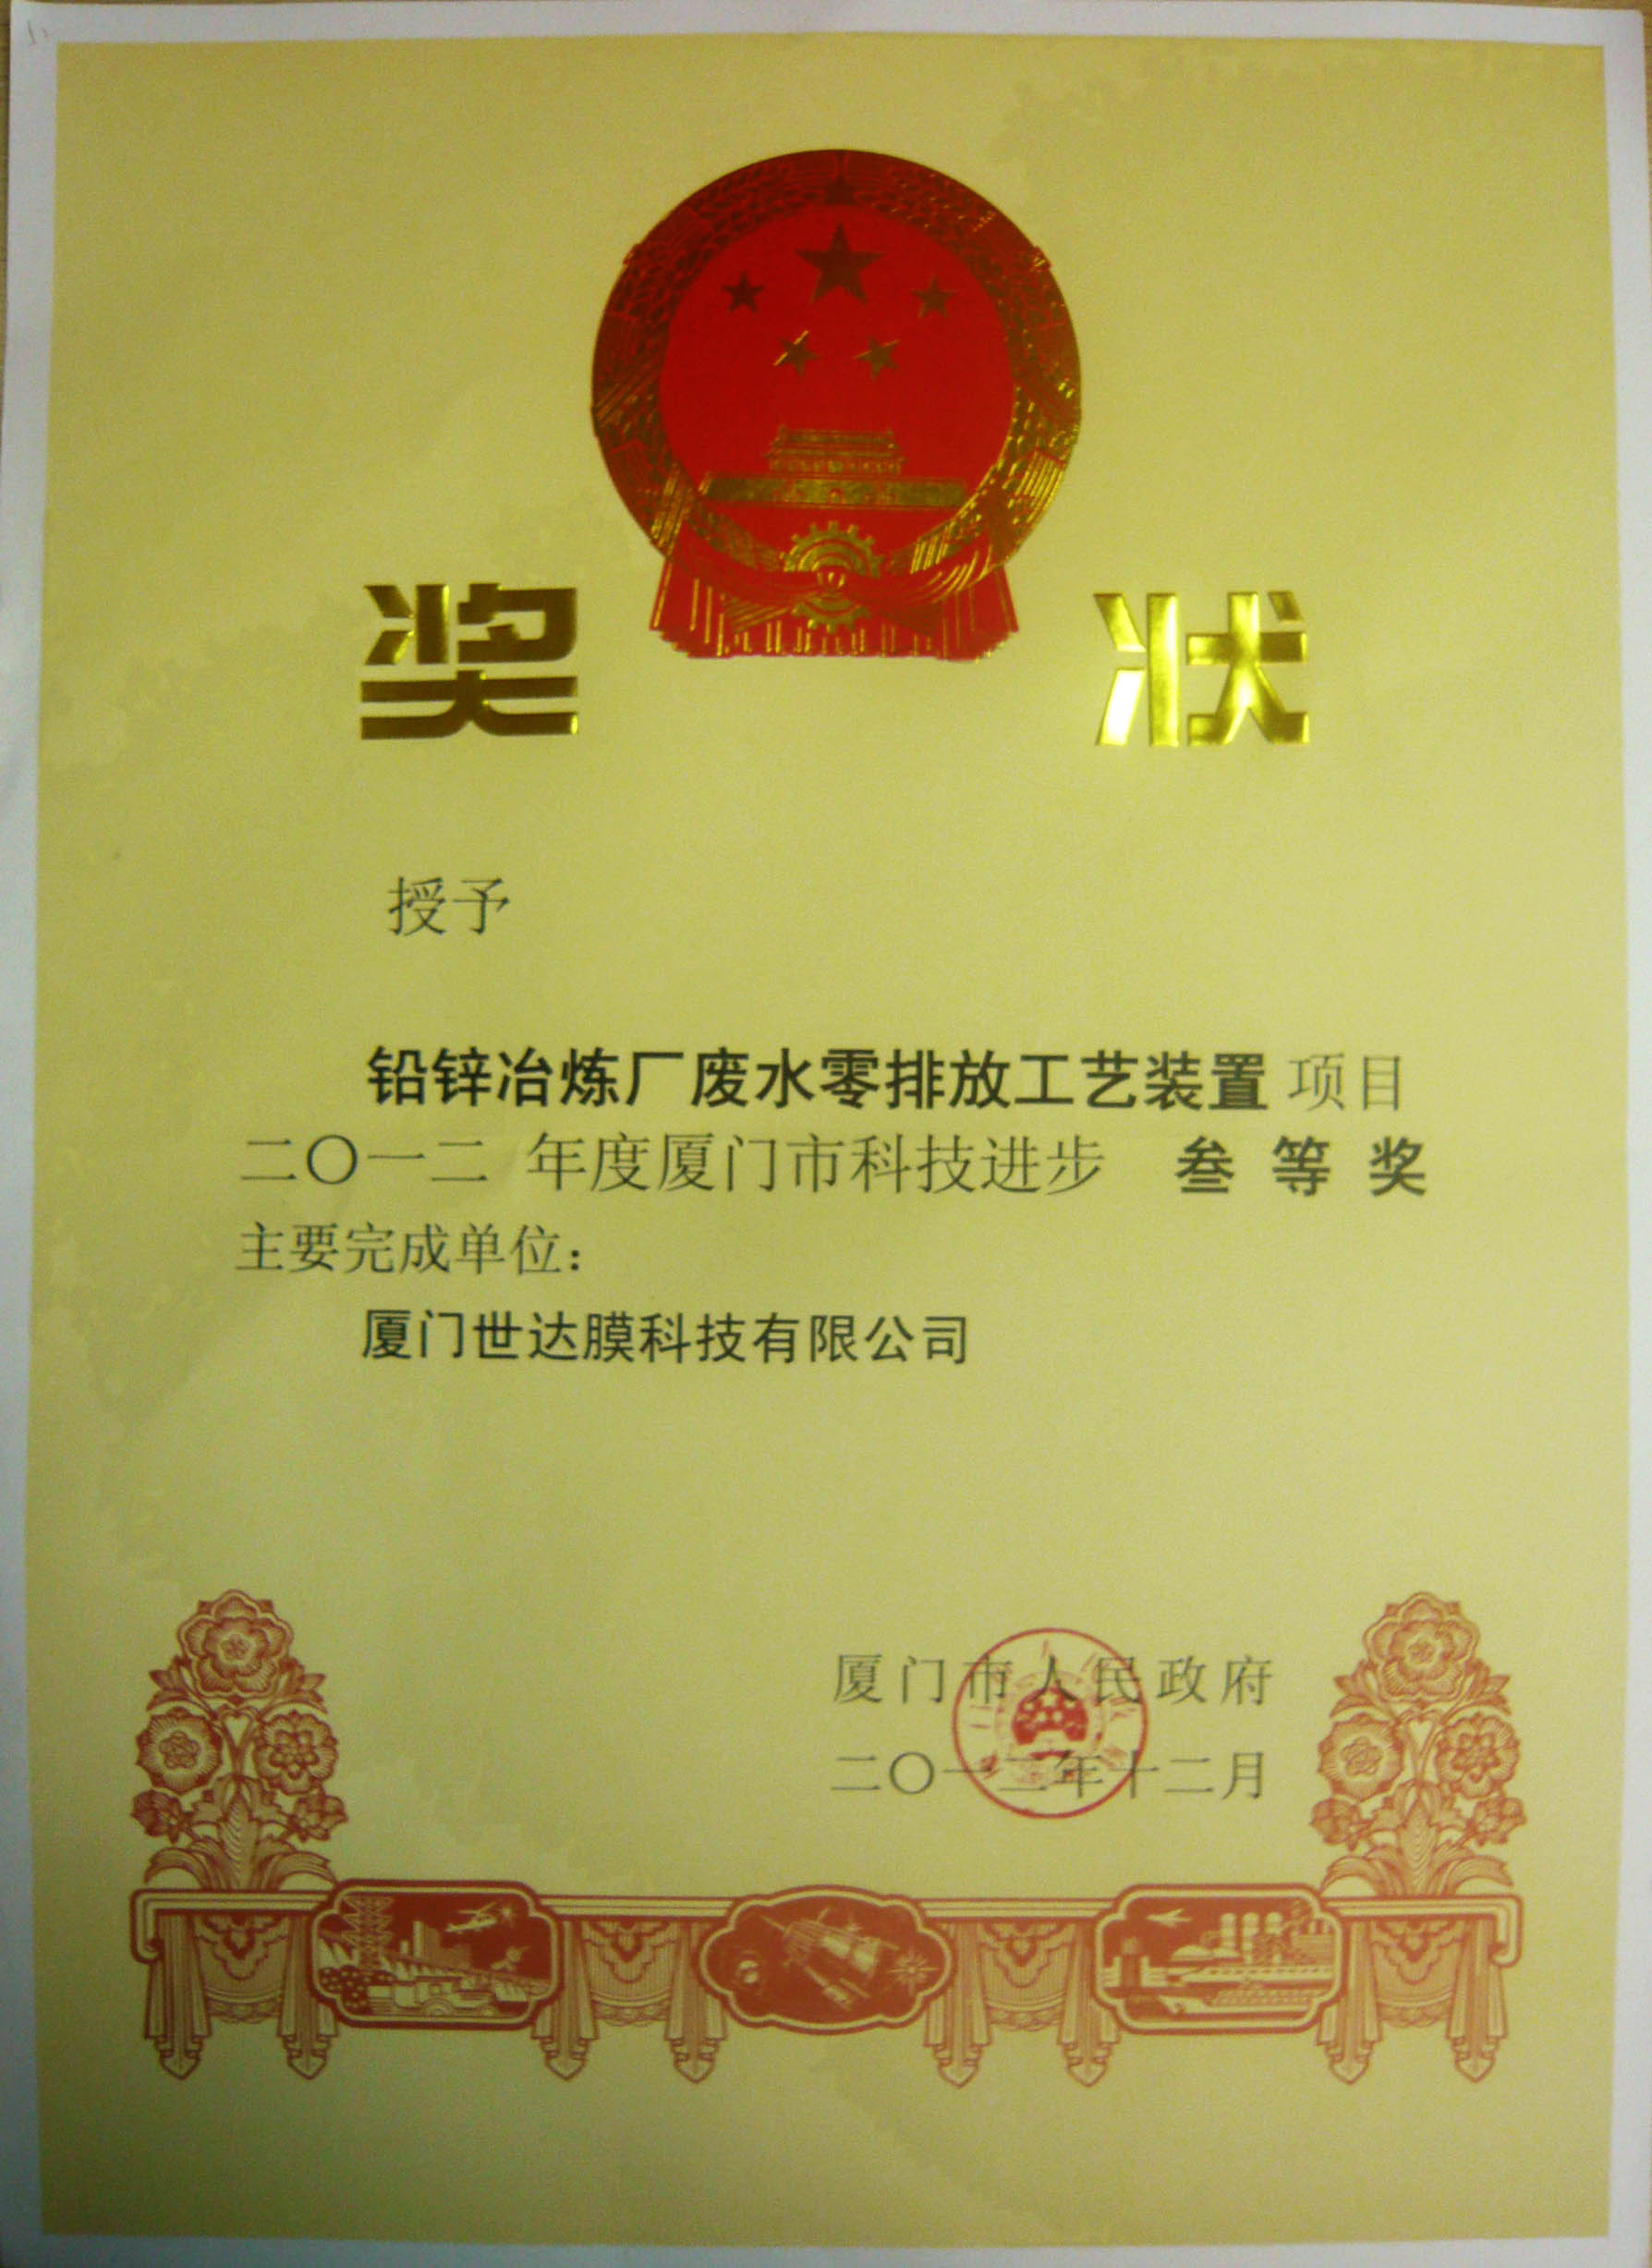 奖状
授予
铅锌冶炼厂废水零排放工艺装置 项目
二〇一二 年度厦门市科技进步 叁 等 奖
主要完成单位：
厦门世达膜科技有限公司
厦门市人民政府
二〇一二年十二月